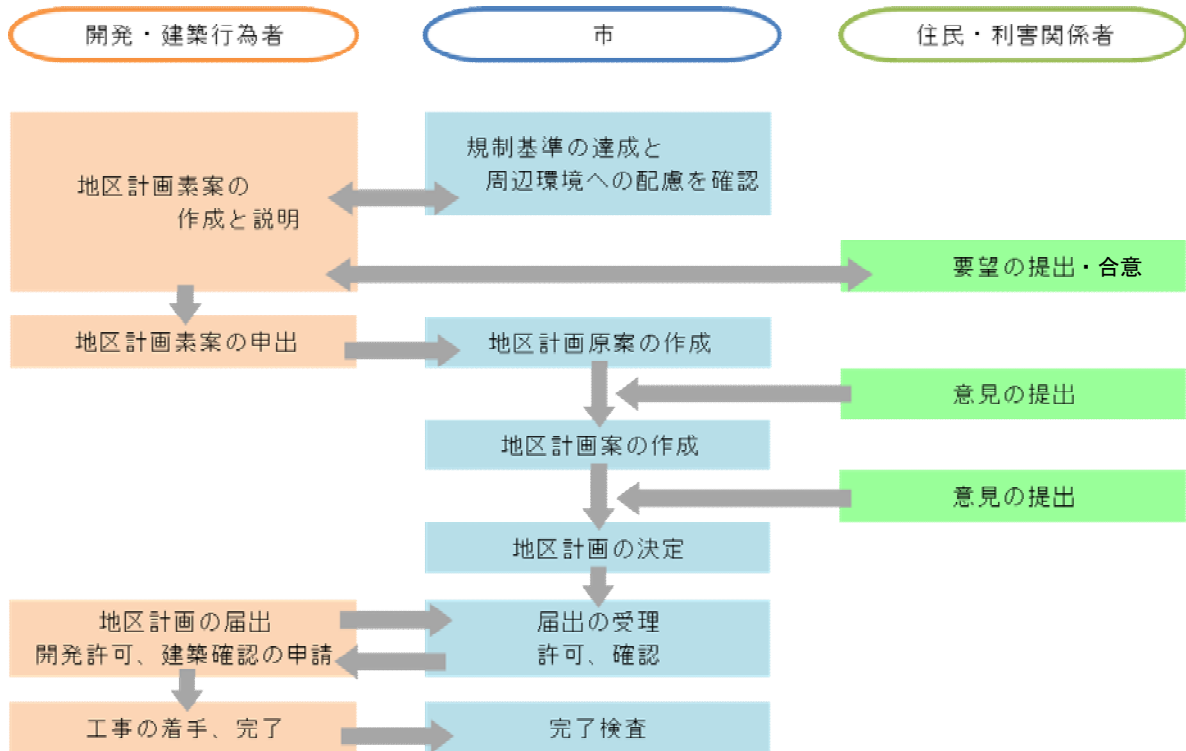 開発・建築行為者
市
住民・利害関係者
地区計画素案の
作成と説明
規制基準の達成と
周辺環境への配慮を確認
要望の提出・合意
地区計画素案の申出
地区計画原案の作成
意見の提出
地区計画案の作成
意見の提出
地区計画の決定
地区計画の届出
開発許可、建築確認の申請
届出の受理
許可、確認
工事の着手、完了
完了検査